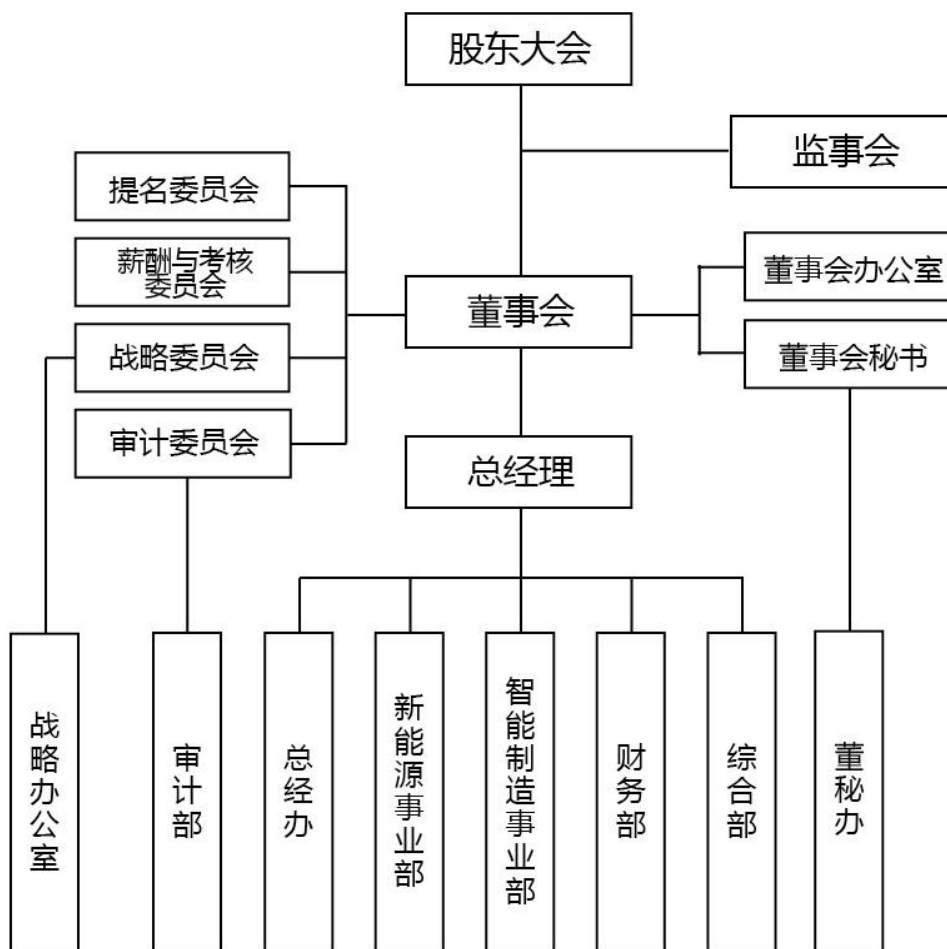 股东大会
监事会
提名委员会
薪酬与考核
委员会
董事会办公室
董事会
战略委员会
董事会秘书
审计委员会
总经理
战略办公室
审计部
总经办
新能源事业部
智能制造事业部
财务部
综合部
董秘办